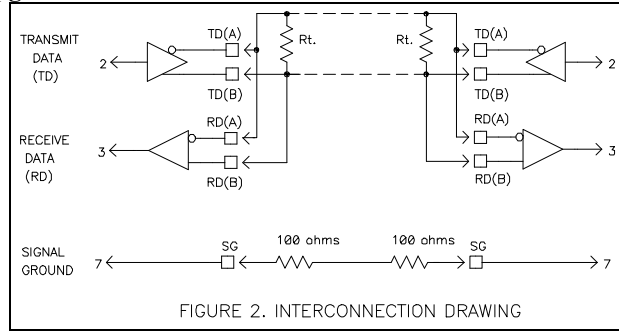 TRANSMIT
DATA
(TD)
2
TD(A)
TD(B)
Rt.
Rt.
TD(A)
TD(B)
2
RECEIVE
DATA
(RD)
3
RD(A)
RD(B)
RD(A)
RD(B)
3
SIGNAL
GROUND
7
SG
100 ohms
100 ohms
SG
7
FIGURE 2. INTERCONNECTION DRAWING